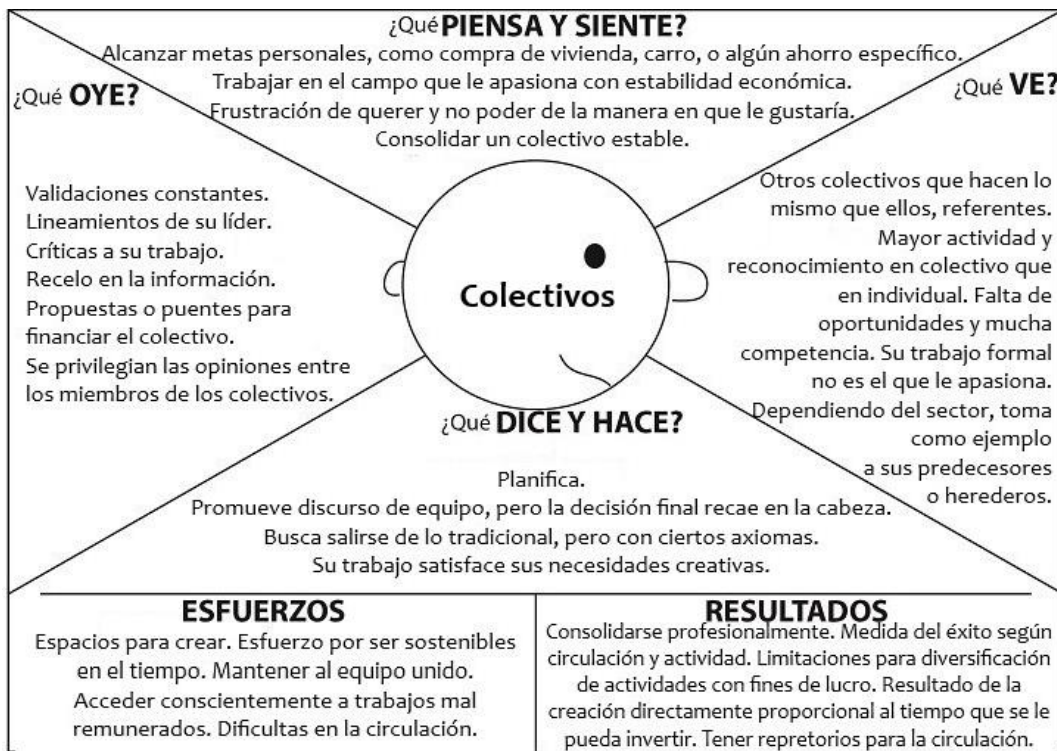 ¿Qué PIENSA Y SIENTE?
Alcanzar metas personales, como compra de vivienda, carro, o algún ahorro específico.
Trabajar en el campo que le apasiona con estabilidad económica.
Frustración de querer y no poder de la manera en que le gustaría.
Consolidar un colectivo estable.
¿Qué OYE?
Validaciones constantes.
Lineamientos de su líder.
Críticas a su trabajo.
Recelo en la información.
Propuestas o puentes para
financiar el colectivo.
Se privilegian las opiniones entre
los miembros de los colectivos.
Colectivos
¿Qué VE?
Otros colectivos que hacen lo
mismo que ellos, referentes.
Mayor actividad y
reconocimiento en colectivo que
en individual. Falta de
oportunidades y mucha
competencia. Su trabajo formal
no es el que le apasiona.
Dependiendo del sector, toma
como ejemplo
a sus predecesores
o herederos.
¿Qué DICE Y HACE?
Planifica.
Promueve discurso de equipo, pero la decisión final recae en la cabeza.
Busca salirse de lo tradicional, pero con ciertos axiomas.
Su trabajo satisface sus necesidades creativas.
ESFUERZOS
Espacios para crear. Esfuerzo por ser sostenibles
en el tiempo. Mantener al equipo unido.
Acceder conscientemente a trabajos mal
remunerados. Dificultas en la circulación.
RESULTADOS
Consolidarse profesionalmente. Medida del éxito según
circulación y actividad. Limitaciones para diversificación
de actividades con fines de lucro. Resultado de la
creación directamente proporcional al tiempo que se le
pueda invertir. Tener repretorios para la circulación.